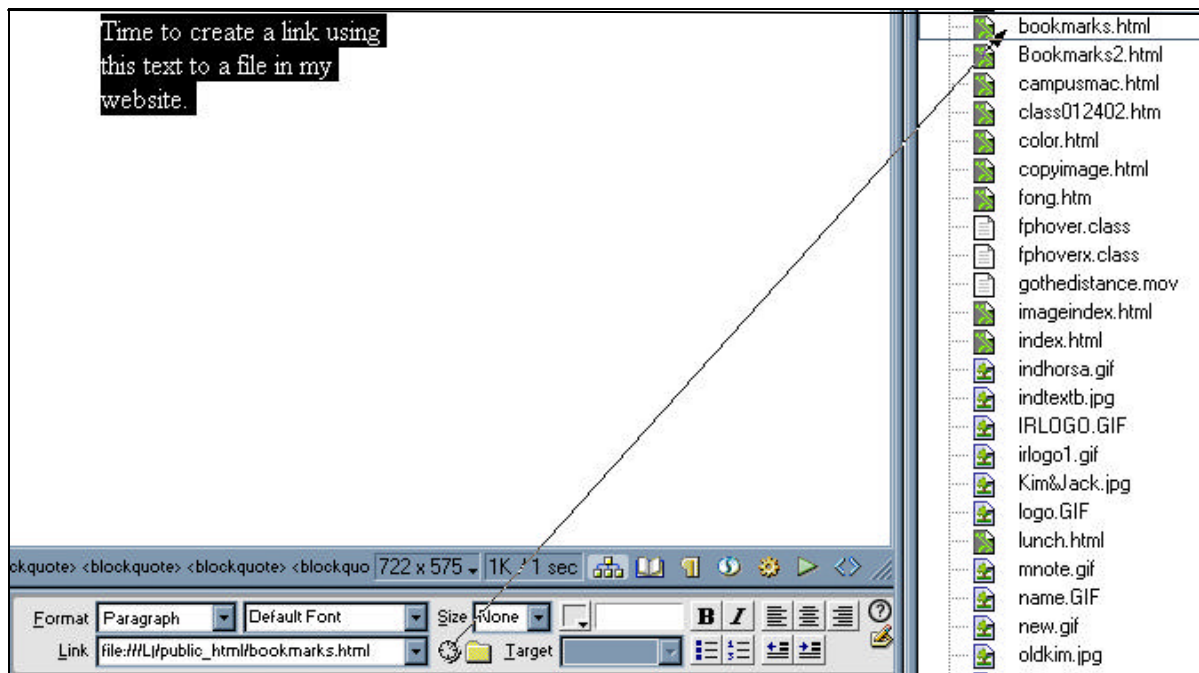 Time to create a link using
this text to a file in my
website.
bookmarks.html
Bookmarks2.html
campusmac.html
class012402.htm
color.html
copyimage.html
fong.htm
fphover.class
fphoverx.class
gothedistance.mov
imageindex.html
index.html
indhorsa.gif
indtextb.jpg
IRLOGO.GIF
irlogo1.gif
Kim&Jack.jpg
logo.GIF
lunch.html
mnote.gif
name.GIF
new.gif
oldkim.jpg
ckquote> <blockquote> <blockquote> <blockquo 722 x 575 1K / 1 sec
Format Paragraph Default Font Size None B I
Link file:///L|/public_html/bookmarks.html Target